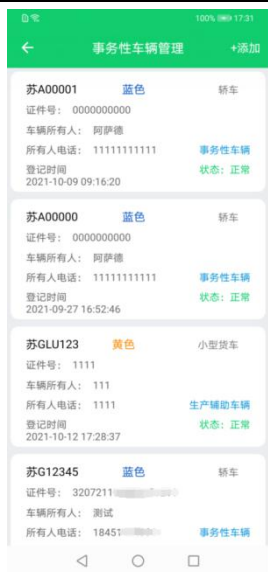 100% 17:31
事务性车辆管理 +添加
苏A00001 蓝色 轿车
证件号： 0000000000
车辆所有人： 阿萨德
所有人电话： 11111111111 事务性车辆
登记时间 状态：正常
2021-10-09 09:16:20
苏A00000 蓝色 轿车
证件号： 0000000000
车辆所有人： 阿萨德
所有人电话： 11111111111 事务性车辆
登记时间 状态：正常
2021-09-27 16:52:46
苏GLU123 黄色 小型货车
证件号： 1111
车辆所有人： 111
所有人电话： 1111 生产辅助车辆
登记时间 状态：正常
2021-10-12 17:28:37
苏G12345 蓝色 轿车
证件号： 3207211
车辆所有人： 测试
所有人电话： 18451 事务性车辆